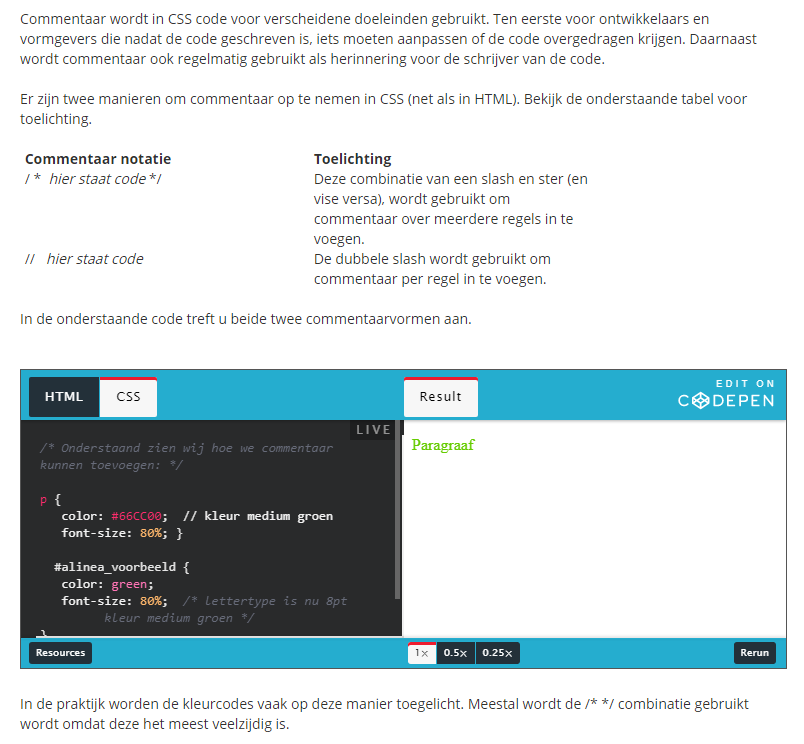 Commentaar wordt in CSS code voor verscheidene doeleinden gebruikt. Ten eerste voor ontwikkelaars en
vormgevers die nadat de code geschreven is, iets moeten aanpassen of de code overgedragen krijgen. Daarnaast
wordt commentaar ook regelmatig gebruikt als herinnering voor de schrijver van de code.
Er zijn twee manieren om commentaar op te nemen in CSS (net als in HTML). Bekijk de onderstaande tabel voor
toelichting.
Commentaar notatie Toelichting
/ * hier staat code */ Deze combinatie van een slash en ster (en
vise versa), wordt gebruikt om
commentaar over meerdere regels in te
voegen.
// hier staat code De dubbele slash wordt gebruikt om
commentaar per regel in te voegen.
In de onderstaande code treft u beide twee commentaarvormen aan.
HTML CSS Result EDIT ON
CODEPEN
LIVE
/* Onderstaand zien wij hoe we commentaar
kunnen toevoegen: */
p {
color: #66CC00; // kleur medium groen
font-size: 80%; }
#alinea_voorbeeld {
color: green;
font-size: 80%; /* lettertype is nu 8pt
kleur medium groen */
}
Paragraaf
Resources 1x 0.5x 0.25x Rerun
In de praktijk worden de kleurcodes vaak op deze manier toegelicht. Meestal wordt de /* */ combinatie gebruikt
wordt omdat deze het meest veelzijdig is.